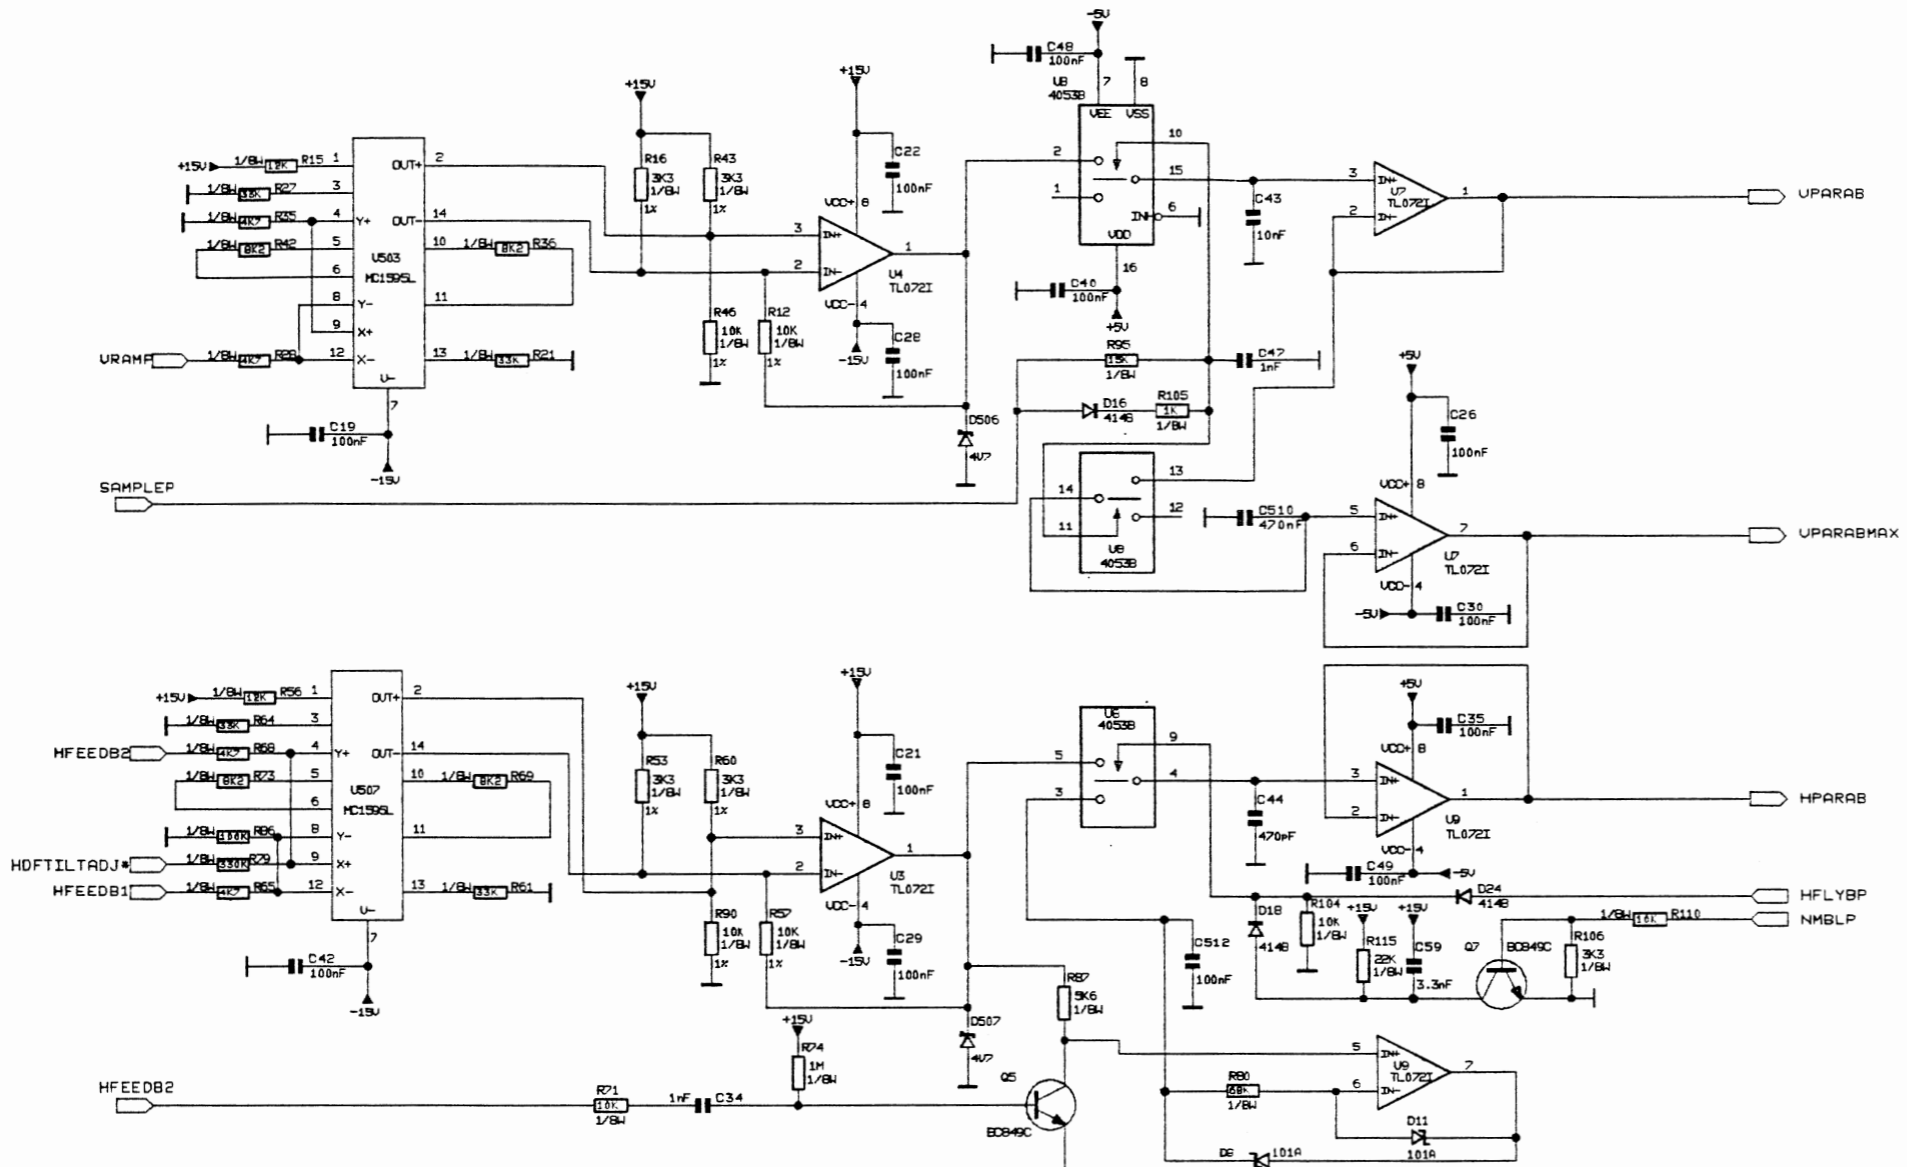 -5V
C48
100nF
7
8
U8
4053B
VEE VSS
10
2
15
1
INH 6
VDD
16
C40
100nF
+5V
+15V 1/8W 12K R15 1
OUT+ 2
1/8W 33K R27 3
1/8W 4K7 R35 4 Y+
OUT- 14
1/8W 8K2 R42 5
10 1/8W 8K2 R36
6
U503
MC1595L
8 Y-
11
9 X+
VRAMP 1/8W 4K7 R28 12 X-
13 1/8W 33K R21
V-
7
C19
100nF
-15V
+15V
R16
3K3
1/8W
1%
R43
3K3
1/8W
1%
R46
10K
1/8W
1%
R12
10K
1/8W
1%
+15V
C22
100nF
VCC+ 8
3 IN+
2 IN-
1
U4
TL072I
VCC- 4
C28
100nF
-15V
D506
4V7
C43
10nF
3 IN+
2 IN-
U7
TL072I
1
VPARAB
R95
15K
1/8W
C47
1nF
D16
4148
R105
1K
1/8W
SAMPLEP
13
14
12
11
U8
4053B
C510
470nF
+5V
C26
100nF
VCC+ 8
5 IN+
6 IN-
7
U7
TL072I
VCC- 4
-5V
C30
100nF
VPARABMAX
+15V 1/8W 12K R56 1
OUT+ 2
1/8W 33K R64 3
HFEEDB2 1/8W 4K7 R68 4 Y+
OUT- 14
1/8W 8K2 R73 5
10 1/8W 8K2 R69
6
U507
MC1595L
1/8W 100K R86 8 Y-
11
HDFTILTADJ* 1/8W 330K R79 9 X+
HFEEDB1 1/8W 4K7 R65 12 X-
13 1/8W 33K R61
V-
7
C42
100nF
-15V
+15V
R53
3K3
1/8W
1%
R60
3K3
1/8W
1%
R90
10K
1/8W
1%
R57
10K
1/8W
1%
+15V
C21
100nF
VCC+ 8
3 IN+
2 IN-
1
U3
TL072I
VCC- 4
C29
100nF
-15V
D507
4V7
R87
5K6
1/8W
4053B
9
5
4
3
C44
470pF
+5V
C35
100nF
VCC+ 8
3 IN+
2 IN-
1
U9
TL072I
VCC- 4
C49
100nF
-5V
HPARAB
HFLYBP
D24
4148
NMBLP
1/8W 10K R110
D18
4148
R104
10K
1/8W
+15V
R115
22K
1/8W
+15V
C59
3.3nF
Q7
BC849C
R106
3K3
1/8W
C512
100nF
HFEEDB2
R71
10K
1/8W
1nF C34
+15V
R74
1M
1/8W
Q5
BC849C
5 IN+
6 IN-
7
U9
TL072I
R80
68K
1/8W
D11
101A
101A